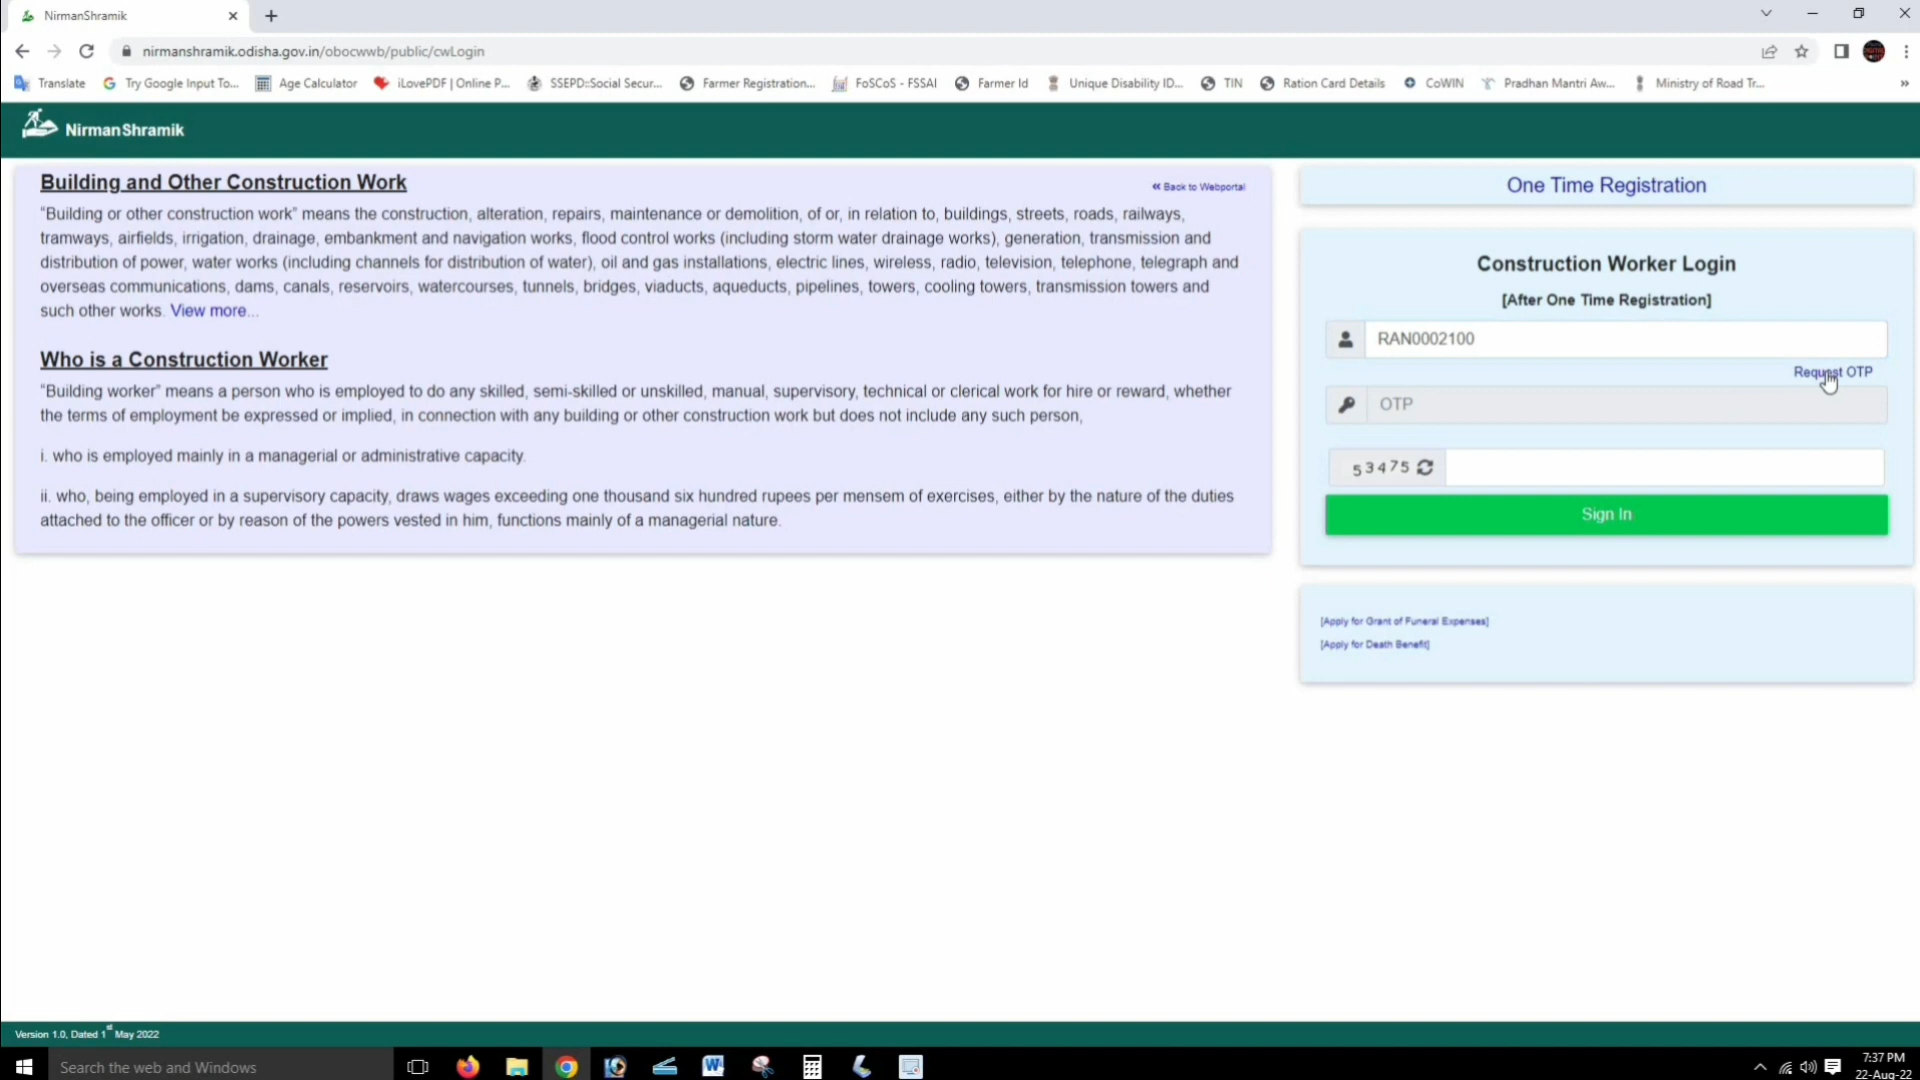 NirmanShramik
nirmanshramik.odisha.gov.in/obocwwb/public/cwLogin
Translate
Try Google Input To...
Age Calculator
iLovePDF | Online P...
SSEPD::Social Secur...
Farmer Registration...
FoSCoS - FSSAI
Farmer Id
Unique Disability ID...
TIN
Ration Card Details
CoWIN
Pradhan Mantri Aw...
Ministry of Road Tr...
»
NirmanShramik
Building and Other Construction Work
« Back to Webportal
“Building or other construction work” means the construction, alteration, repairs, maintenance or demolition, of or, in relation to, buildings, streets, roads, railways,
tramways, airfields, irrigation, drainage, embankment and navigation works, flood control works (including storm water drainage works), generation, transmission and
distribution of power, water works (including channels for distribution of water), oil and gas installations, electric lines, wireless, radio, television, telephone, telegraph and
overseas communications, dams, canals, reservoirs, watercourses, tunnels, bridges, viaducts, aqueducts, pipelines, towers, cooling towers, transmission towers and
such other works. View more...
Who is a Construction Worker
“Building worker” means a person who is employed to do any skilled, semi-skilled or unskilled, manual, supervisory, technical or clerical work for hire or reward, whether
the terms of employment be expressed or implied, in connection with any building or other construction work but does not include any such person,
i. who is employed mainly in a managerial or administrative capacity.
ii. who, being employed in a supervisory capacity, draws wages exceeding one thousand six hundred rupees per mensem of exercises, either by the nature of the duties
attached to the officer or by reason of the powers vested in him, functions mainly of a managerial nature.
One Time Registration
Construction Worker Login
[After One Time Registration]
RAN0002100
Request OTP
OTP
53475
Sign In
[Apply for Grant of Funeral Expenses]
[Apply for Death Benefit]
Version 1.0, Dated 1st May 2022
Search the web and Windows
7:37 PM
22-Aug-22